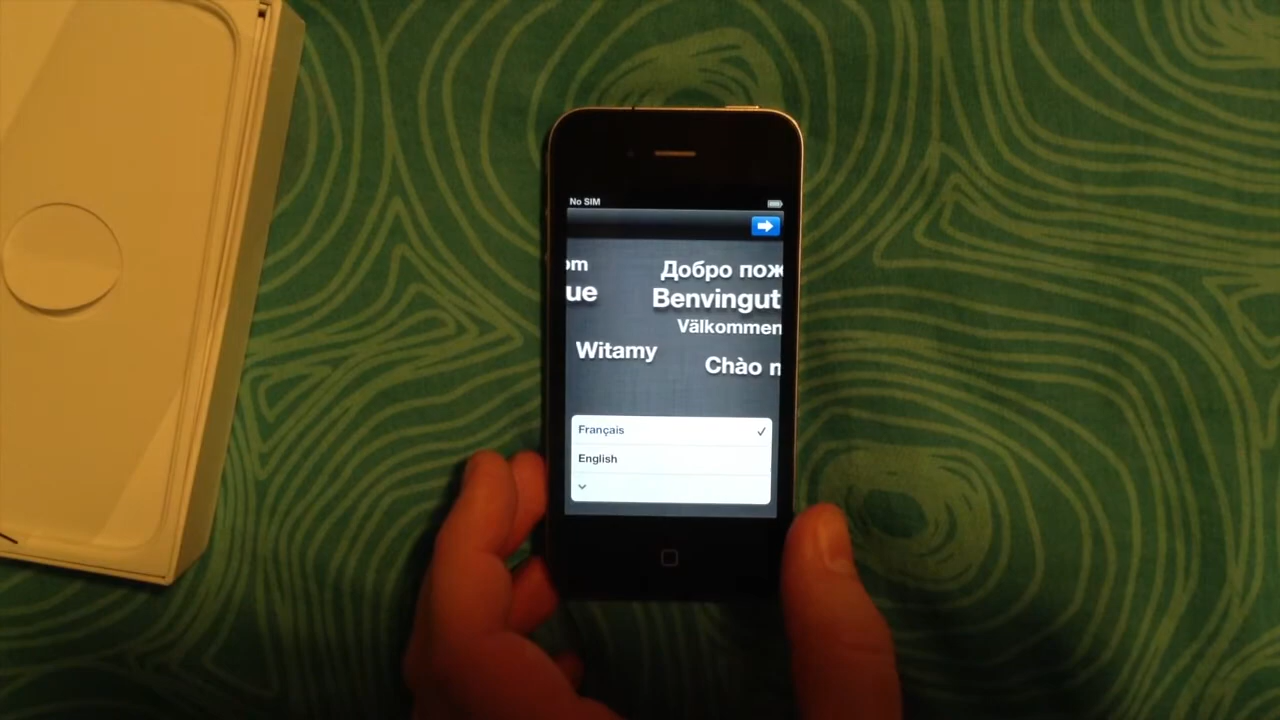 No SIM
om
Добро пож
ue
Benvingut
Välkommen
Witamy
Chào n
Français
English